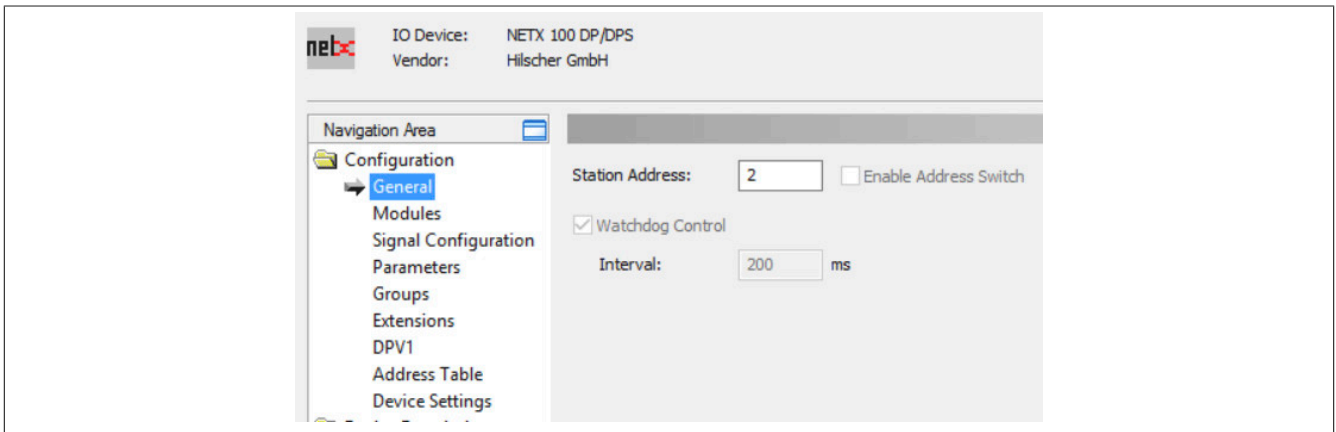 netx
IO Device: NETX 100 DP/DPS
Vendor: Hilscher GmbH
Navigation Area
Configuration
General
Modules
Signal Configuration
Parameters
Groups
Extensions
DPV1
Address Table
Device Settings
Station Address: 2 Enable Address Switch
Watchdog Control
Interval: 200 ms